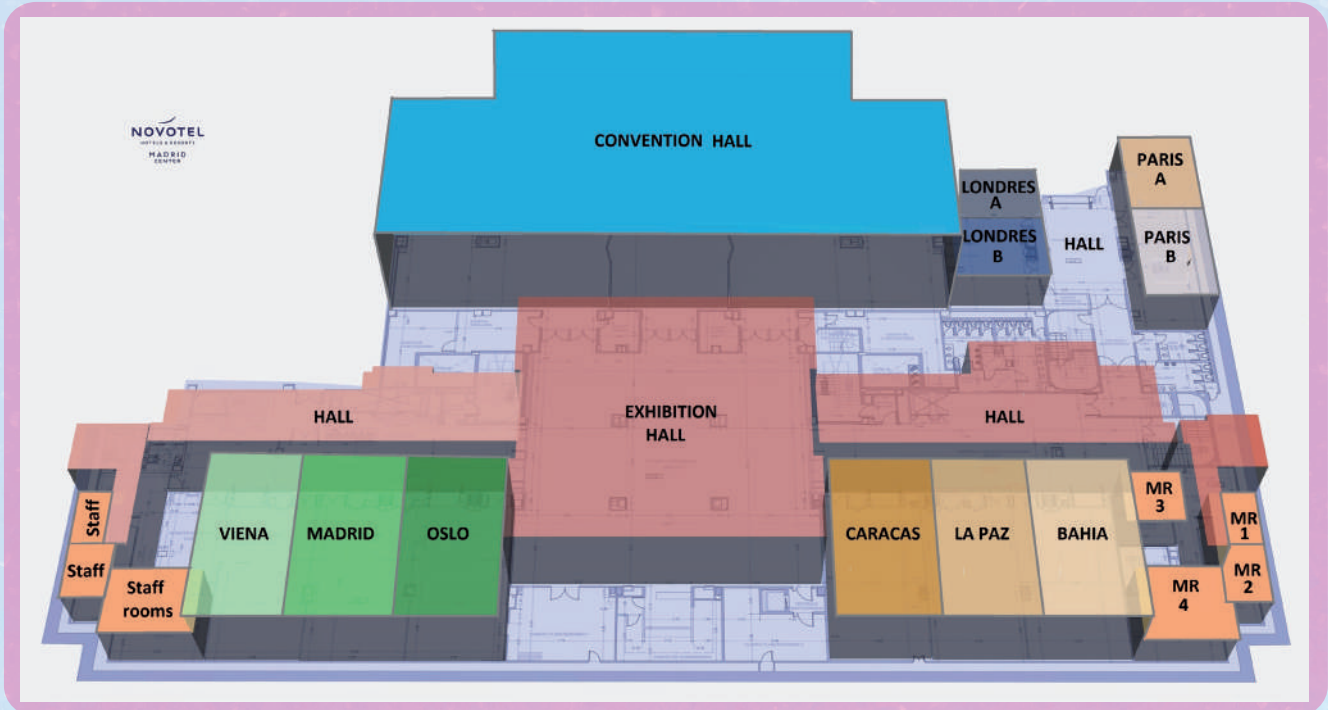 NOVOTEL
HOTELS & RESORTS
MADRID
CENTER
CONVENTION HALL
PARIS
A
LONDRES
A
LONDRES
B
HALL
PARIS
B
HALL
EXHIBITION
HALL
HALL
Staff
VIENA
MADRID
OSLO
CARACAS
LA PAZ
BAHIA
MR
3
MR
1
Staff
Staff
rooms
MR
4
MR
2